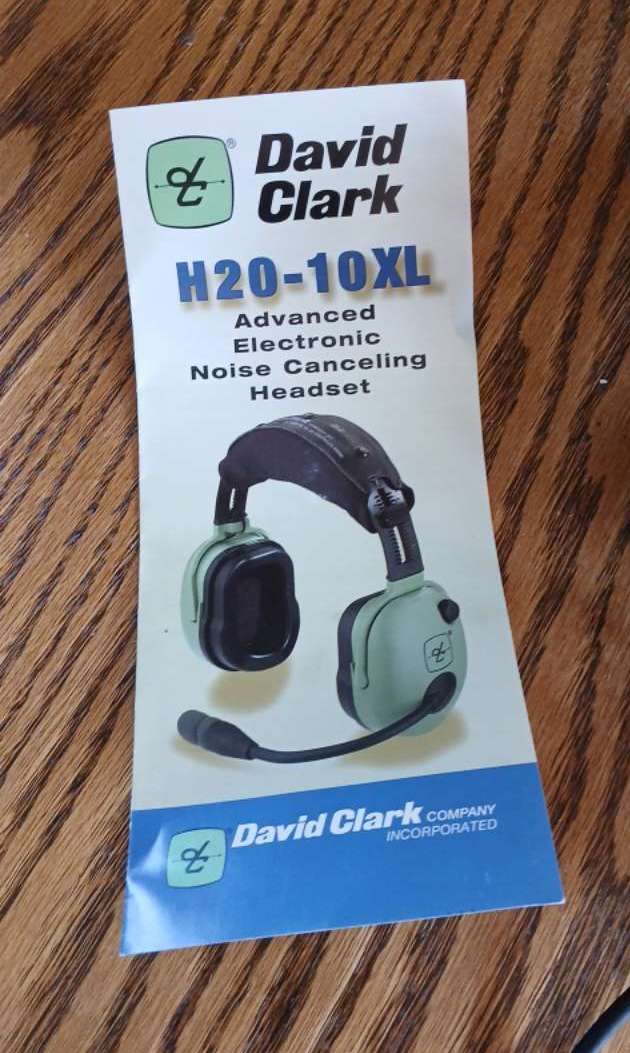 David
Clark
H20-10XL
Advanced
Electronic
Noise Canceling
Headset
David Clark COMPANY
INCORPORATED